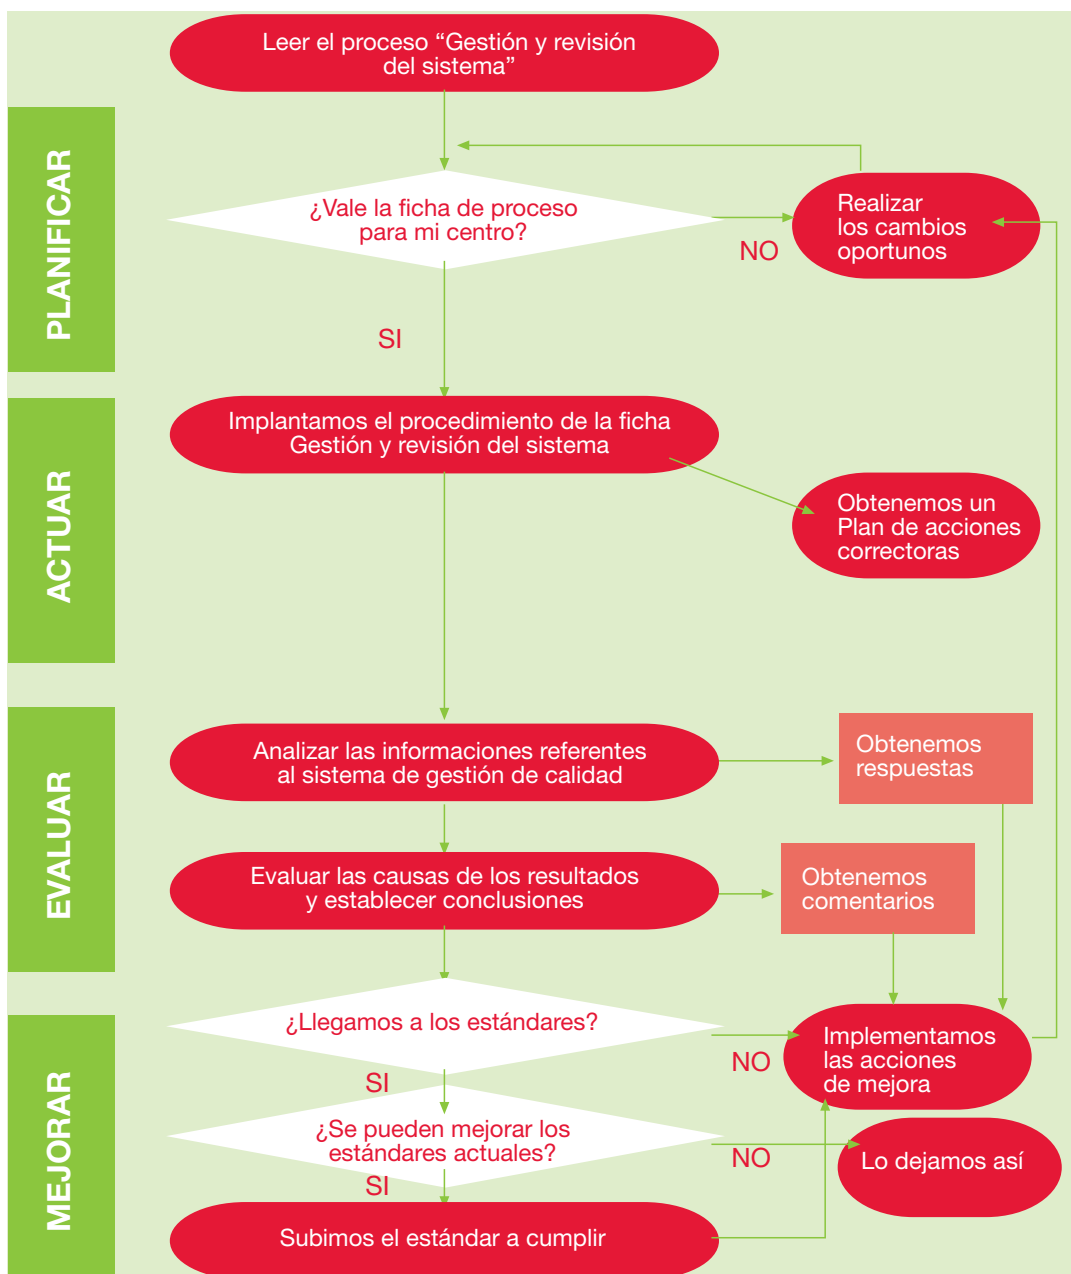 Leer el proceso “Gestión y revisión
del sistema”
PLANIFICAR
¿Vale la ficha de proceso
para mi centro?
NO
Realizar
los cambios
oportunos
SI
ACTUAR
Implantamos el procedimiento de la ficha
Gestión y revisión del sistema
Obtenemos un
Plan de acciones
correctoras
EVALUAR
Analizar las informaciones referentes
al sistema de gestión de calidad
Obtenemos
respuestas
Evaluar las causas de los resultados
y establecer conclusiones
Obtenemos
comentarios
MEJORAR
¿Llegamos a los estándares?
NO
Implementamos
las acciones
de mejora
SI
¿Se pueden mejorar los
estándares actuales?
NO
Lo dejamos así
SI
Subimos el estándar a cumplir